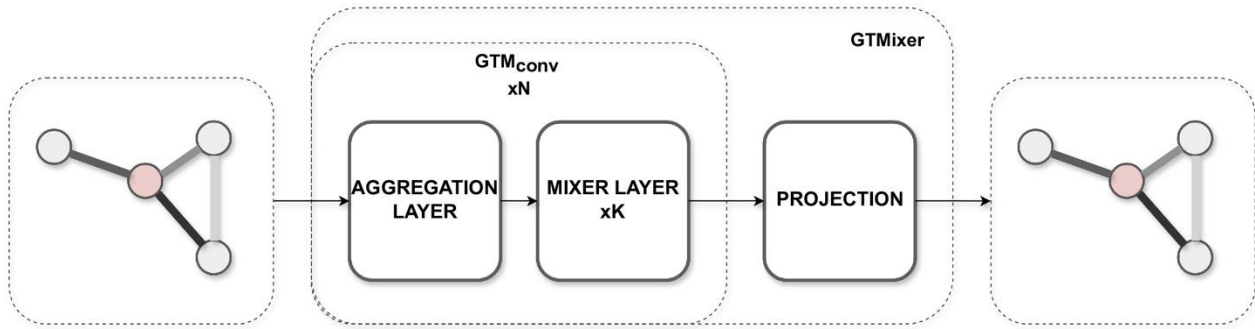 GTMixer
GTMconv
xN
AGGREGATION
LAYER
MIXER LAYER
xK
PROJECTION